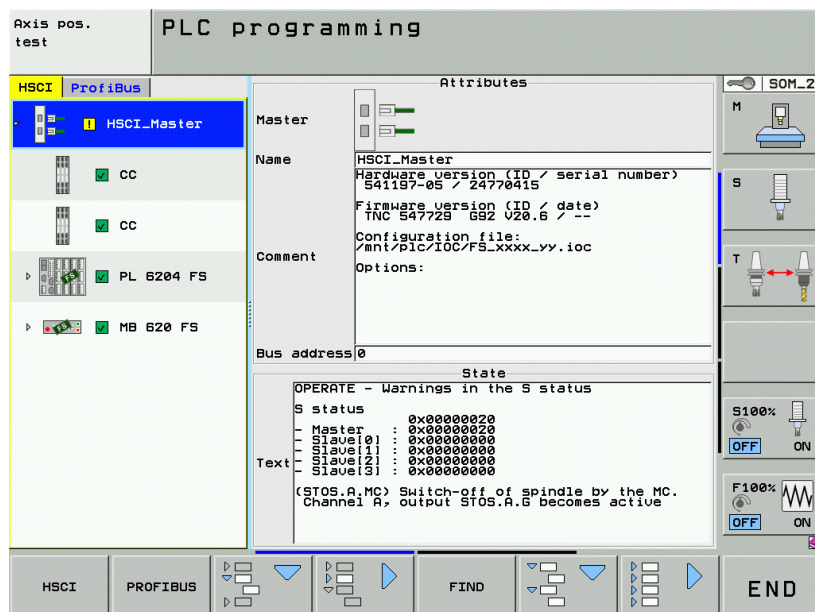 Axis pos.
test
PLC programming
HSCI ProfiBus
HSCI_Master
CC
CC
PL 6204 FS
MB 620 FS
Attributes
Master
Name HSCI_Master
Comment
Hardware version (ID / serial number)
541197-05 / 24770415
Firmware version (ID / date)
TNC 547729 G92 V20.6 / --
Configuration file:
/mnt/plc/IOC/FS_xxxx_yy.ioc
Options:
Bus address 0
State
Text
OPERATE - Warnings in the S status
S status
0x00000020
- Master : 0x00000020
- Slave[0] : 0x00000000
- Slave[1] : 0x00000000
- Slave[2] : 0x00000000
- Slave[3] : 0x00000000
(STOS.A.MC) Switch-off of spindle by the MC.
Channel A, output STOS.A.G becomes active
SOM_2
M
S
T
S100%
OFF ON
F100%
OFF ON
HSCI PROFIBUS FIND END